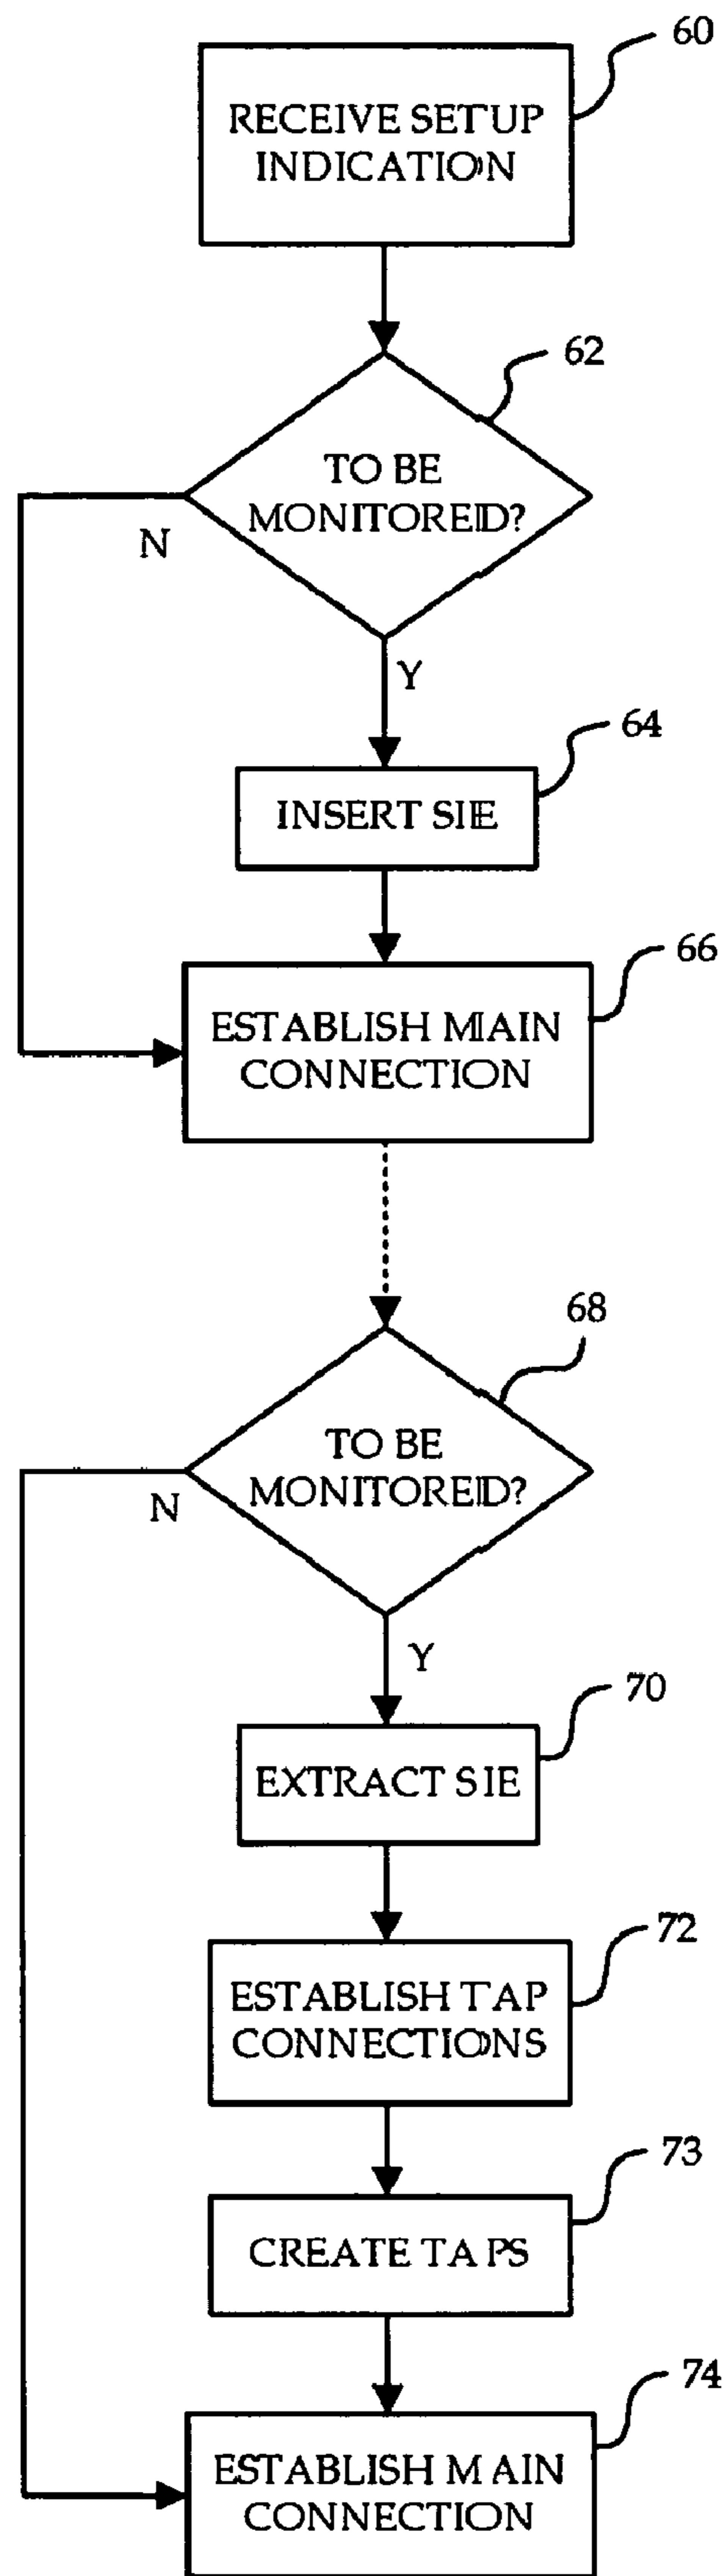 60
RECEIVE SETUP
INDICATION
62
TO BE
MONITORED?
N
Y
64
INSERT SIE
66
ESTABLISH MAIN
CONNECTION
68
TO BE
MONITORED?
N
Y
70
EXTRACT SIE
72
ESTABLISH TAP
CONNECTIONS
73
CREATE TAPS
74
ESTABLISH MAIN
CONNECTION